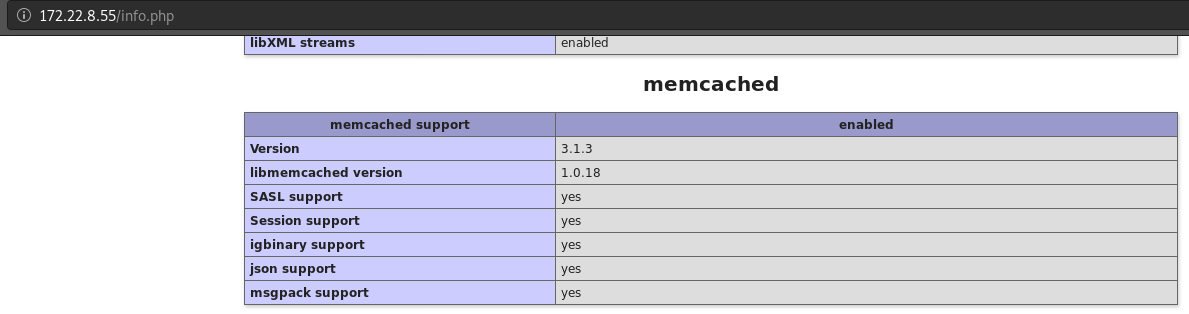 172.22.8.55/info.php
libXML streams enabled
memcached
memcached support enabled
Version 3.1.3
libmemcached version 1.0.18
SASL support yes
Session support yes
igbinary support yes
json support yes
msgpack support yes